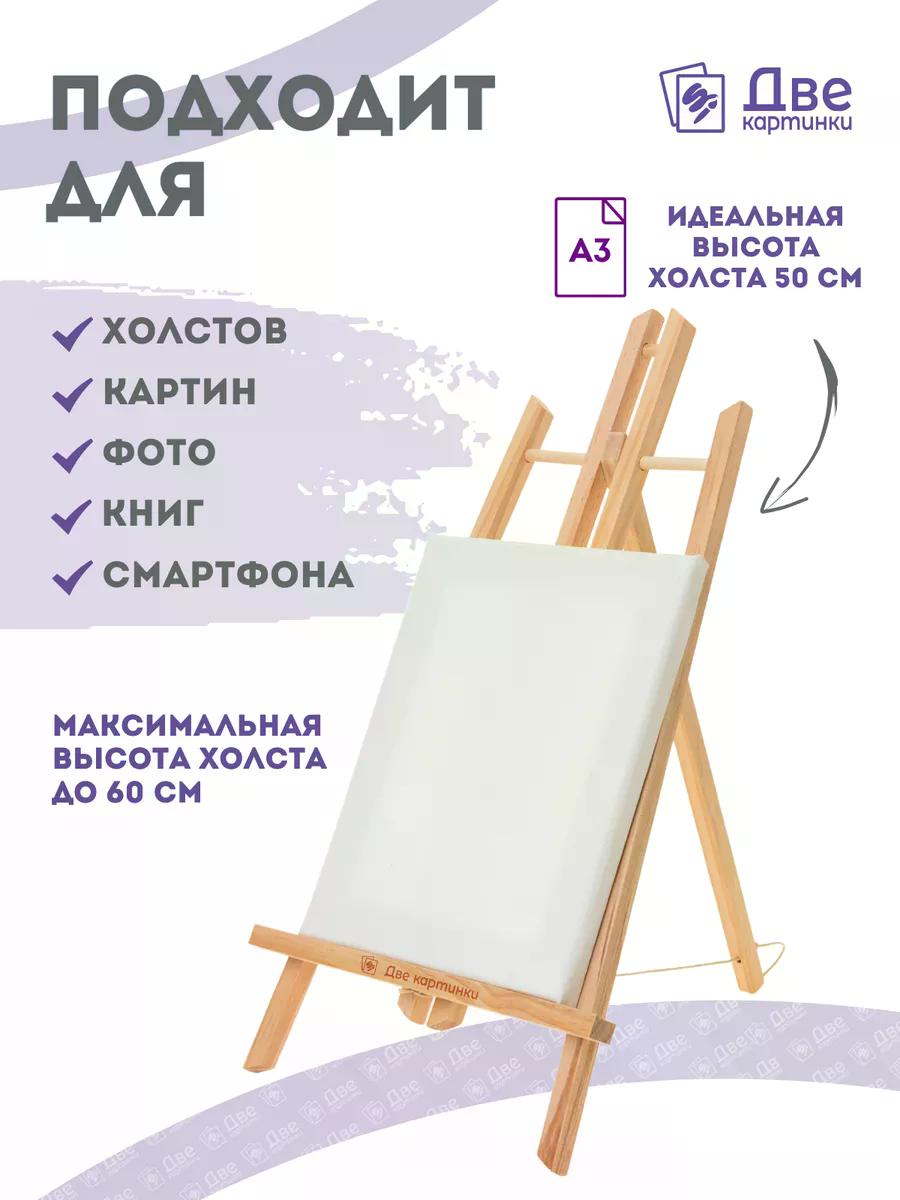 ПОДХОДИТ
ДЛЯ
Две
картинки
А3
ИДЕАЛЬНАЯ
ВЫСОТА
ХОЛСТА 50 СМ
ХОЛСТОВ
КАРТИН
ФОТО
КНИГ
СМАРТФОНА
МАКСИМАЛЬНАЯ
ВЫСОТА ХОЛСТА
ДО 60 СМ
Две картинки